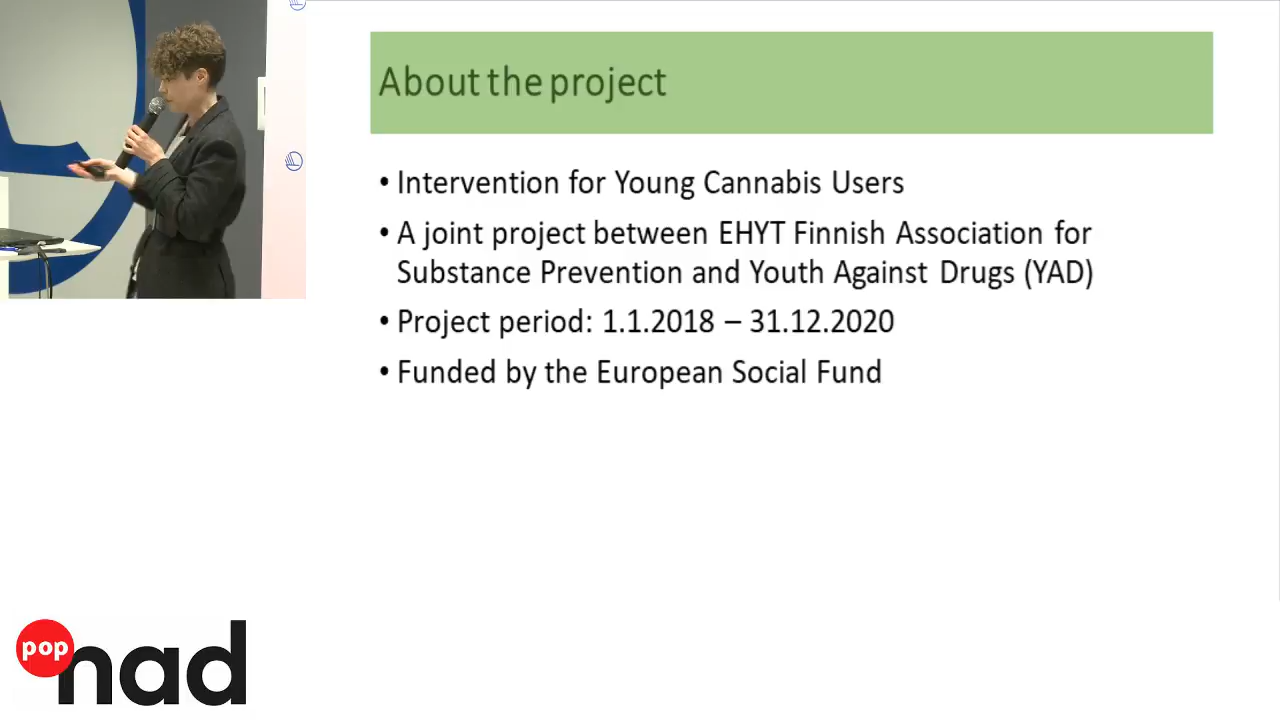 About the project
• Intervention for Young Cannabis Users
• A joint project between EHYT Finnish Association for
Substance Prevention and Youth Against Drugs (YAD)
• Project period: 1.1.2018 – 31.12.2020
• Funded by the European Social Fund
pop
nad